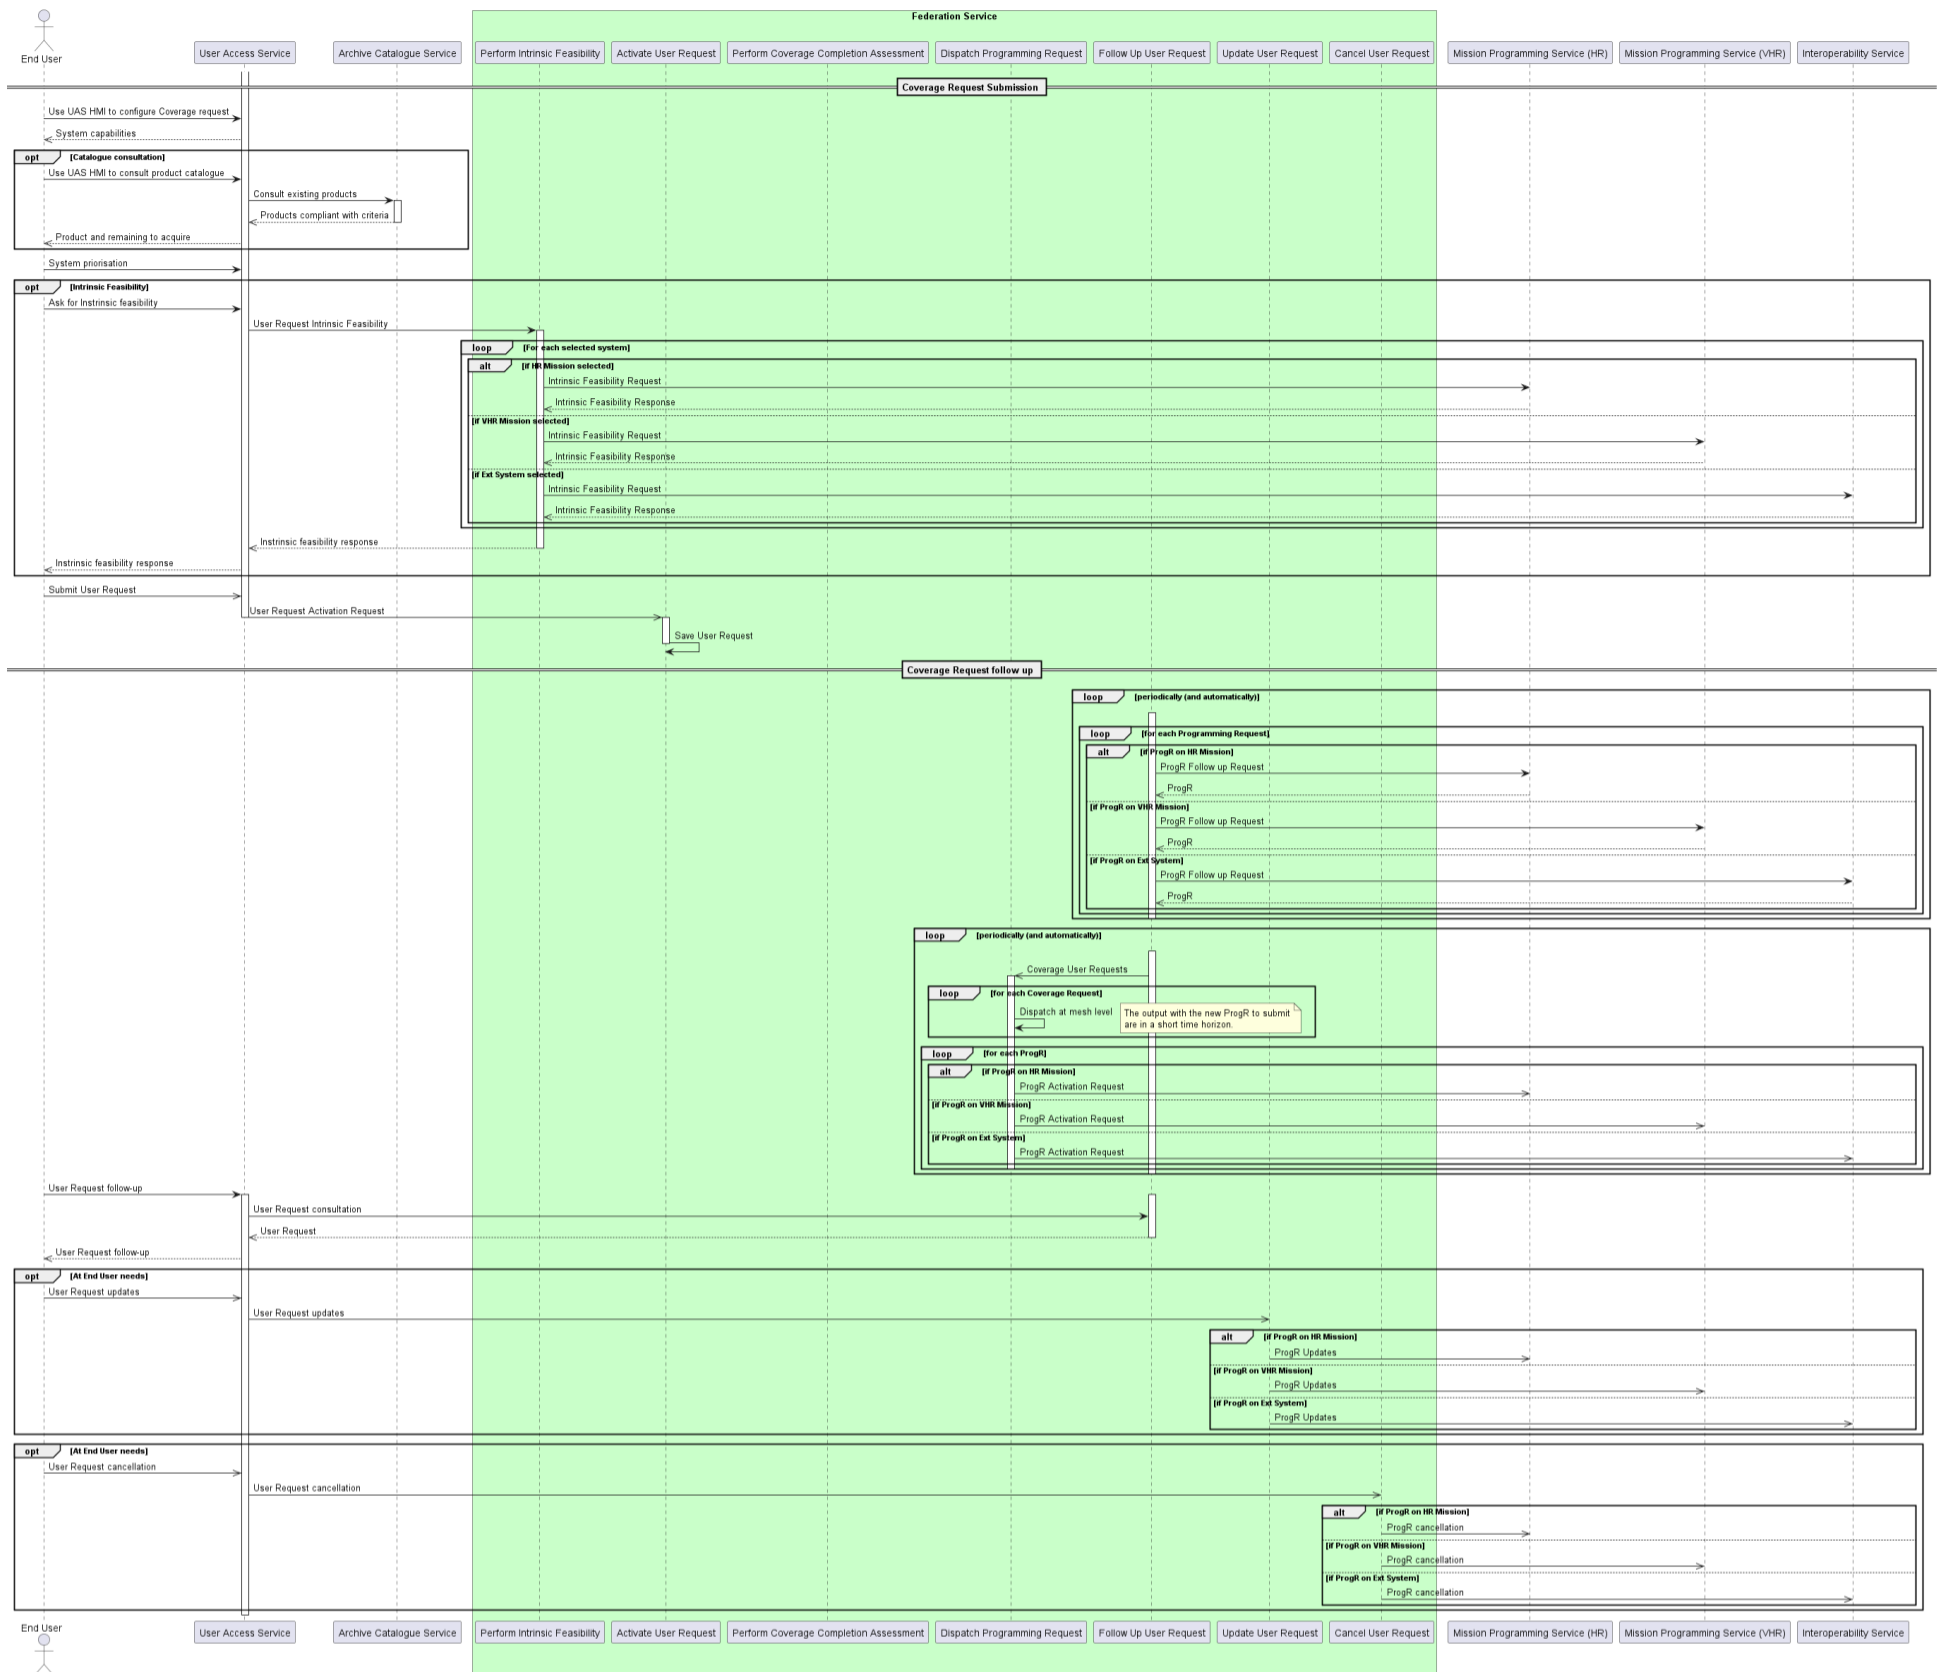 Federation Service
End User
User Access Service
Archive Catalogue Service
Perform Intrinsic Feasibility
Activate User Request
Perform Coverage Completion Assessment
Dispatch Programming Request
Follow Up User Request
Update User Request
Cancel User Request
Mission Programming Service (HR)
Mission Programming Service (VHR)
Interoperability Service
Coverage Request Submission
Use UAS HMI to configure Coverage request
System capabilities
opt [Catalogue consultation]
Use UAS HMI to consult product catalogue
Consult existing products
Products compliant with criteria
Product and remaining to acquire
System priorisation
opt [Intrinsic Feasibility]
Ask for Instrinsic feasibility
User Request Intrinsic Feasibility
loop [For each selected system]
alt [if HR Mission selected]
Intrinsic Feasibility Request
Intrinsic Feasibility Response
[if VHR Mission selected]
Intrinsic Feasibility Request
Intrinsic Feasibility Response
[if Ext System selected]
Intrinsic Feasibility Request
Intrinsic Feasibility Response
Instrinsic feasibility response
Instrinsic feasibility response
Submit User Request
User Request Activation Request
Save User Request
Coverage Request follow up
loop [periodically (and automatically)]
loop [for each Programming Request]
alt [if ProgR on HR Mission]
ProgR Follow up Request
ProgR
[if ProgR on VHR Mission]
ProgR Follow up Request
ProgR
[if ProgR on Ext System]
ProgR Follow up Request
ProgR
loop [periodically (and automatically)]
Coverage User Requests
loop [for each Coverage Request]
Dispatch at mesh level
The output with the new ProgR to submit
are in a short time horizon.
loop [for each ProgR]
alt [if ProgR on HR Mission]
ProgR Activation Request
[if ProgR on VHR Mission]
ProgR Activation Request
[if ProgR on Ext System]
ProgR Activation Request
User Request follow-up
User Request consultation
User Request
User Request follow-up
opt [At End User needs]
User Request updates
User Request updates
alt [if ProgR on HR Mission]
ProgR Updates
[if ProgR on VHR Mission]
ProgR Updates
[if ProgR on Ext System]
ProgR Updates
opt [At End User needs]
User Request cancellation
User Request cancellation
alt [if ProgR on HR Mission]
ProgR cancellation
[if ProgR on VHR Mission]
ProgR cancellation
[if ProgR on Ext System]
ProgR cancellation
End User
User Access Service
Archive Catalogue Service
Perform Intrinsic Feasibility
Activate User Request
Perform Coverage Completion Assessment
Dispatch Programming Request
Follow Up User Request
Update User Request
Cancel User Request
Mission Programming Service (HR)
Mission Programming Service (VHR)
Interoperability Service